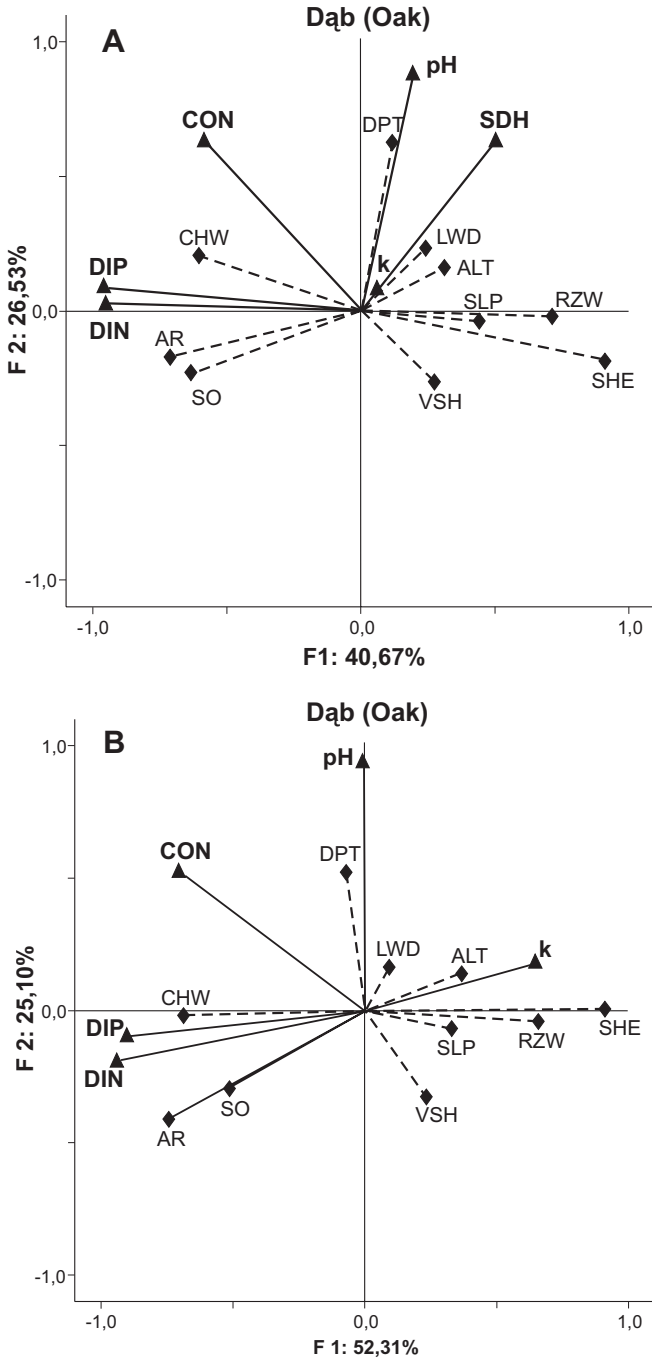 Dąb (Oak)
A
1,0
pH
CON
SDH
DPT
LWD
CHW
k
ALT
DIP
SLP
RZW
0,0
DIN
AR
SHE
SO
VSH
F 2: 26,53%
-1,0
-1,0 0,0 1,0
F1: 40,67%
Dąb (Oak)
B
1,0
pH
CON
DPT
LWD
ALT
k
CHW
0,0
DIP
SHE
RZW
SLP
DIN
SO
VSH
AR
F 2: 25,10%
-1,0
-1,0 0,0 1,0
F 1: 52,31%